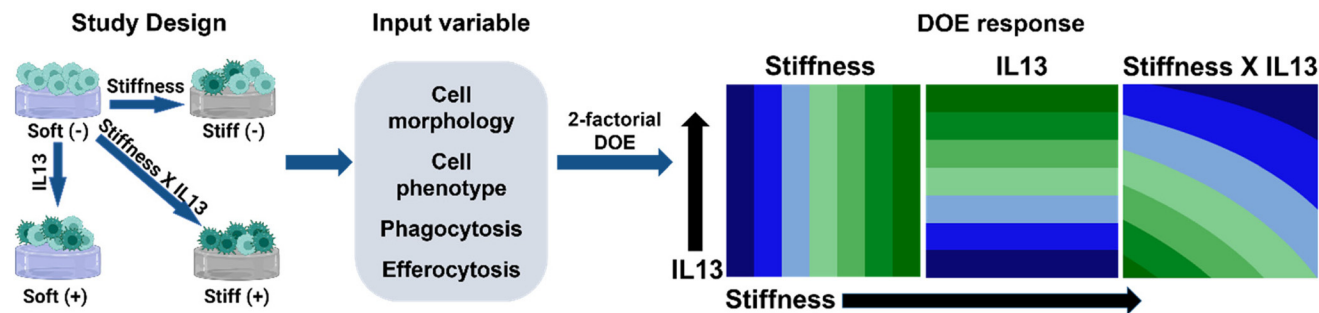 Study Design
Soft (-)
Stiffness
Stiff (-)
IL13
Stiffness X IL13
Soft (+)
Stiff (+)
Input variable
Cell
morphology
Cell
phenotype
Phagocytosis
Efferocytosis
2-factorial
DOE
DOE response
Stiffness
IL13
Stiffness X IL13
IL13
Stiffness